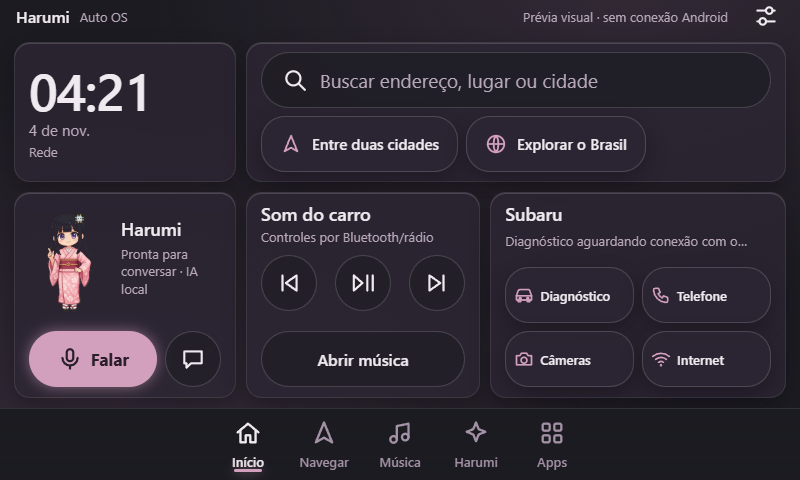 Harumi Auto OS
Prévia visual · sem conexão Android
04:21
4 de nov.
Rede
Buscar endereço, lugar ou cidade
Entre duas cidades
Explorar o Brasil
Harumi
Pronta para
conversar · IA
local
Falar
Som do carro
Controles por Bluetooth/rádio
Abrir música
Subaru
Diagnóstico aguardando conexão com o...
Diagnóstico
Telefone
Câmeras
Internet
Início
Navegar
Música
Harumi
Apps